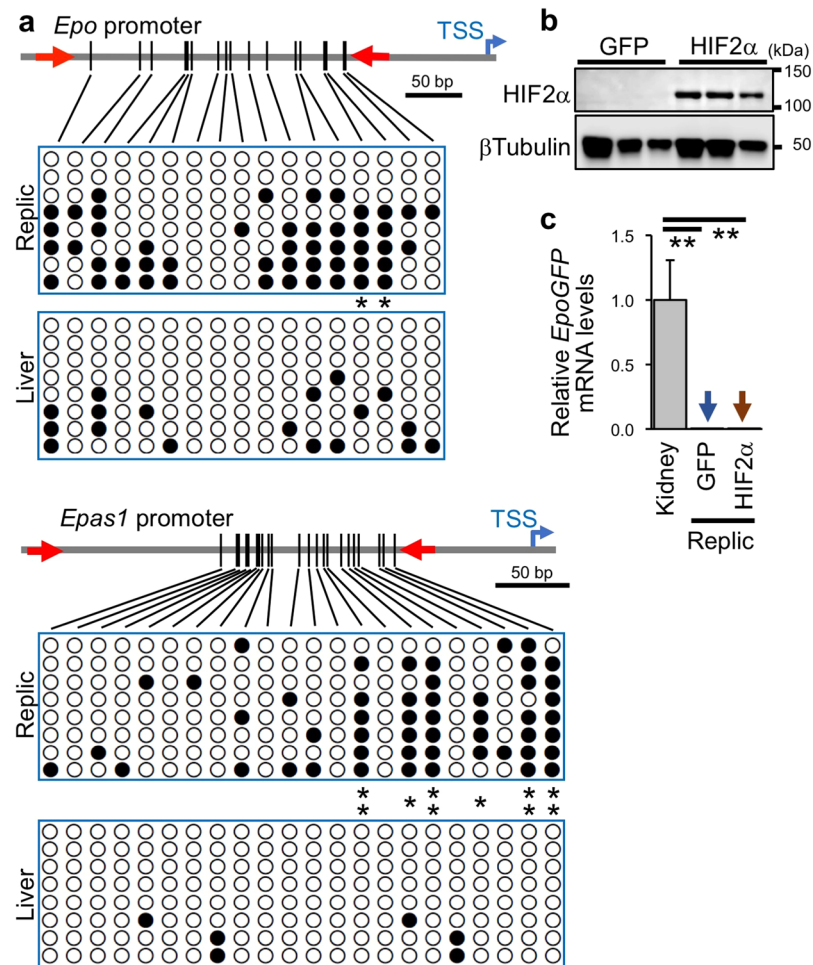 a
Epo promoter
TSS
50 bp
Replic
* *
Liver
Epas1 promoter
TSS
50 bp
Replic
* * * * * *
* * * *
Liver
b
GFP
HIF2α
(kDa)
HIF2α
150
100
βTubulin
50
c
Relative EpoGFP
mRNA levels
1.5
1.0
0.5
0.0
**
**
Kidney
GFP
HIF2α
Replic